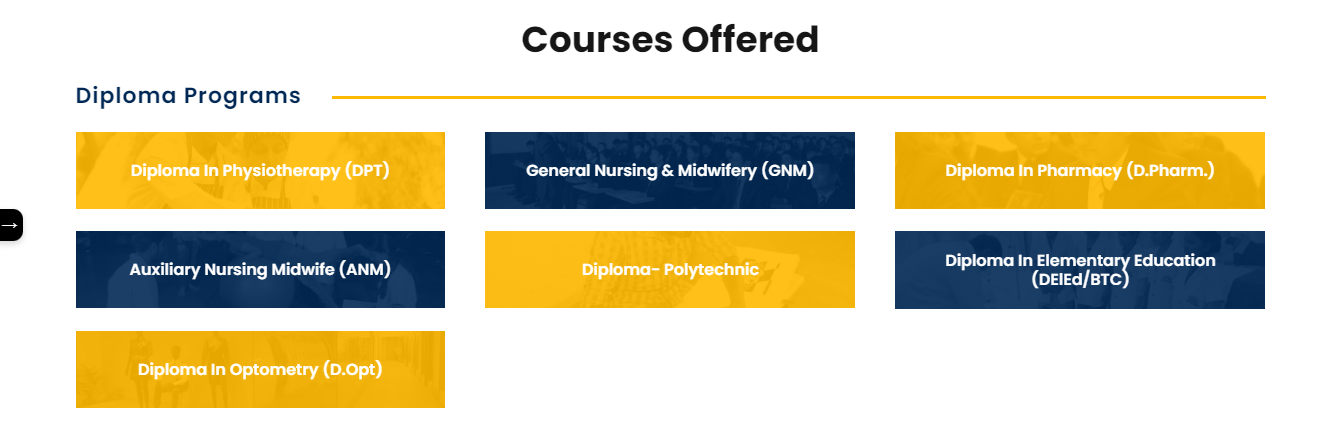 Courses Offered
Diploma Programs
Diploma In Physiotherapy (DPT)
General Nursing & Midwifery (GNM)
Diploma In Pharmacy (D.Pharm.)
→
Auxiliary Nursing Midwife (ANM)
Diploma- Polytechnic
Diploma In Elementary Education
(DElEd/BTC)
Diploma In Optometry (D.Opt)